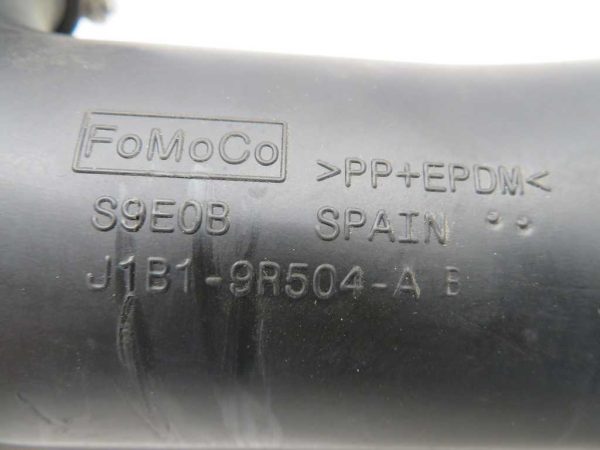 FoMoCo
>PP+EPDM<
S9E0B
SPAIN
J1B1-9R504-A B